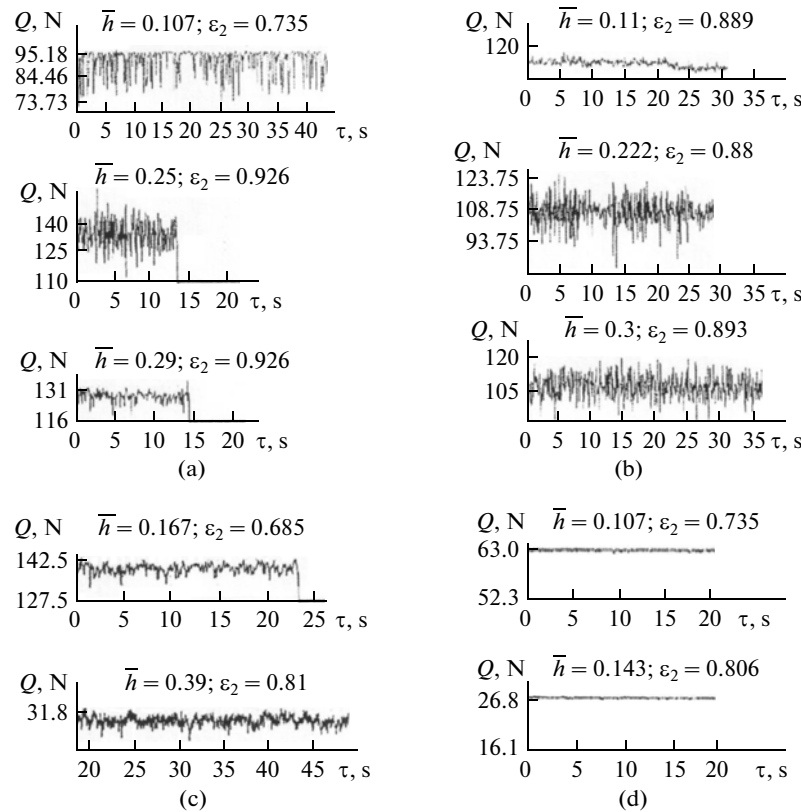 Q, N
h̅ = 0.107; ε₂ = 0.735
95.18
84.46
73.73
0 5 10 15 20 25 30 35 40 τ, s
Q, N
h̅ = 0.25; ε₂ = 0.926
140
125
110
0 5 10 15 20 τ, s
Q, N
h̅ = 0.29; ε₂ = 0.926
131
116
0 5 10 15 20 τ, s
(a)
Q, N
h̅ = 0.11; ε₂ = 0.889
120
0 5 10 15 20 25 30 35 τ, s
Q, N
h̅ = 0.222; ε₂ = 0.88
123.75
108.75
93.75
0 5 10 15 20 25 30 35 τ, s
Q, N
h̅ = 0.3; ε₂ = 0.893
120
105
0 5 10 15 20 25 30 35 τ, s
(b)
Q, N
h̅ = 0.167; ε₂ = 0.685
142.5
127.5
0 5 10 15 20 25 τ, s
Q, N
h̅ = 0.39; ε₂ = 0.81
31.8
20 25 30 35 40 45 τ, s
(c)
Q, N
h̅ = 0.107; ε₂ = 0.735
63.0
52.3
0 5 10 15 20 τ, s
Q, N
h̅ = 0.143; ε₂ = 0.806
26.8
16.1
0 5 10 15 20 τ, s
(d)